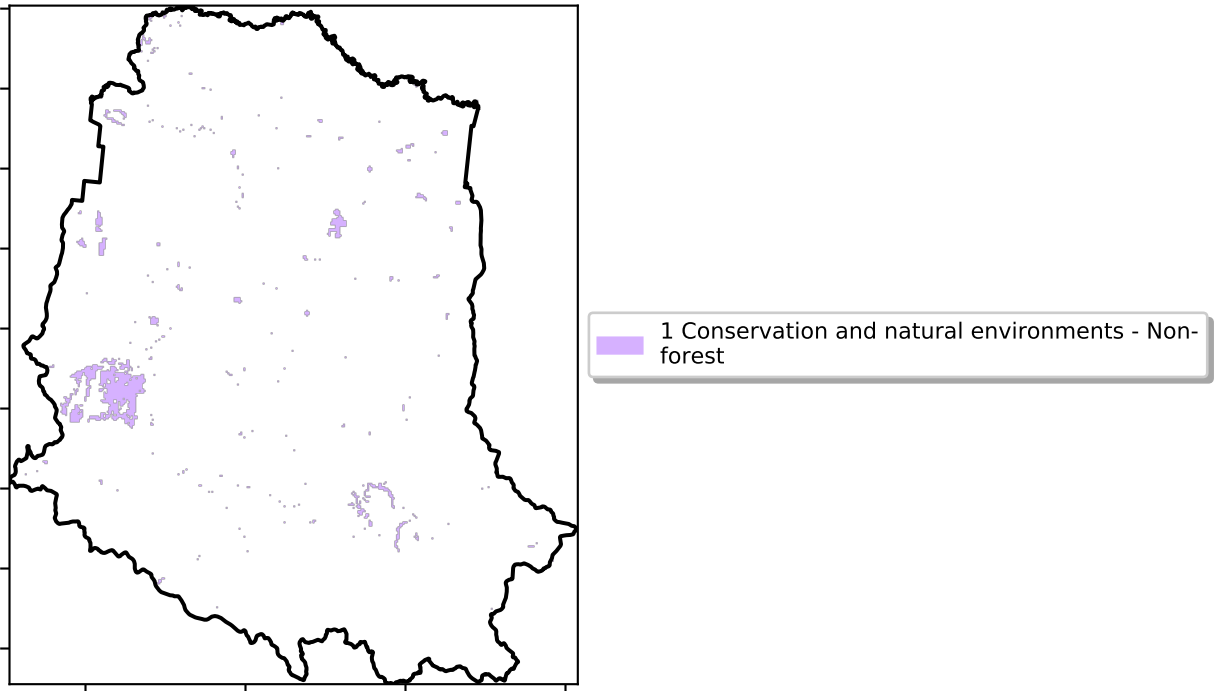 1 Conservation and natural environments - Non-
forest